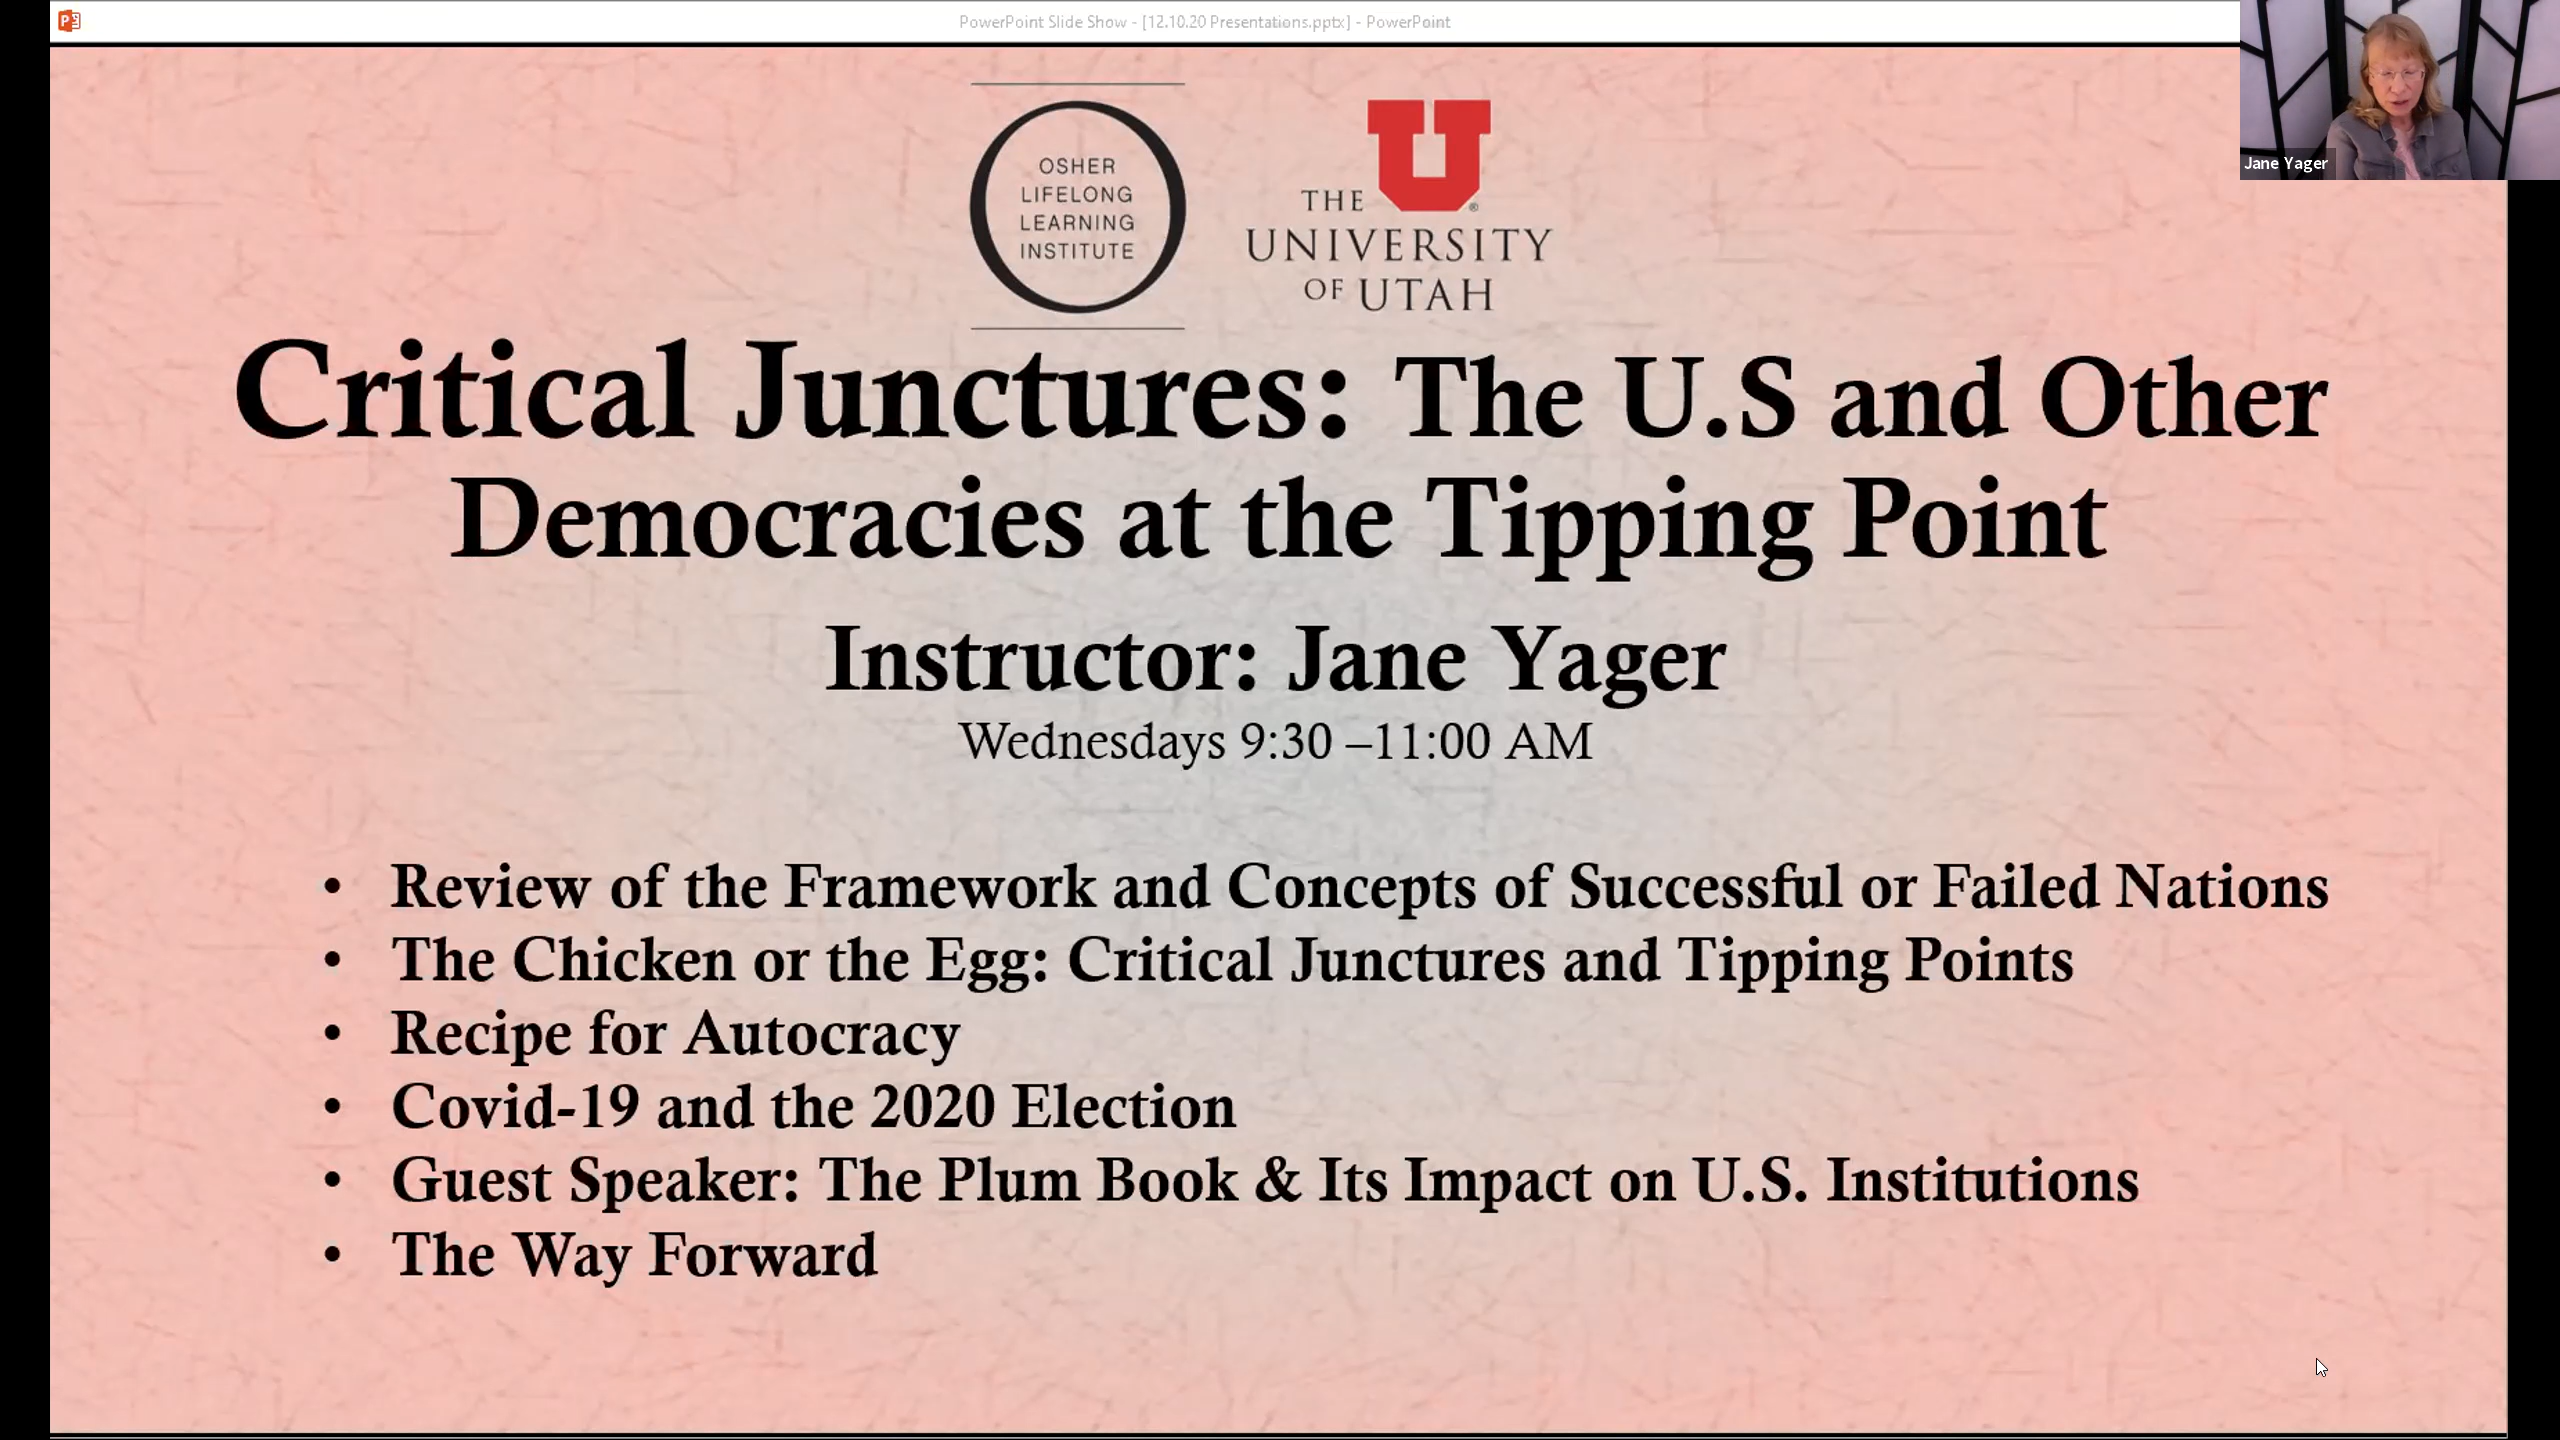 PowerPoint Slide Show - [12.10.20 Presentations.pptx] - PowerPoint
Jane Yager
OSHER
LIFELONG
LEARNING
INSTITUTE
U
THE
UNIVERSITY
OF UTAH
Critical Junctures: The U.S and Other
Democracies at the Tipping Point
Instructor: Jane Yager
Wednesdays 9:30 –11:00 AM
• Review of the Framework and Concepts of Successful or Failed Nations
• The Chicken or the Egg: Critical Junctures and Tipping Points
• Recipe for Autocracy
• Covid-19 and the 2020 Election
• Guest Speaker: The Plum Book & Its Impact on U.S. Institutions
• The Way Forward